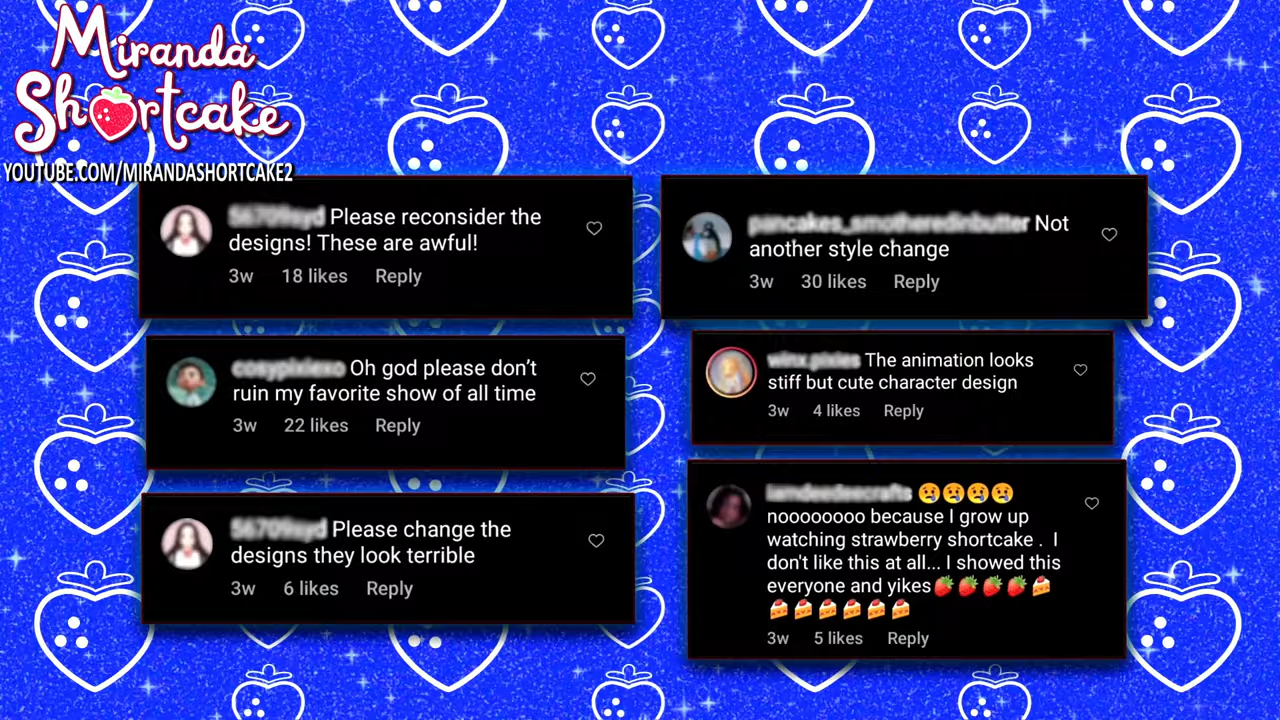 Miranda
Shortcake
YOUTUBE.COM/MIRANDASHORTCAKE2
Please reconsider the
designs! These are awful!
3w 18 likes Reply
Oh god please don’t
ruin my favorite show of all time
3w 22 likes Reply
Please change the
designs they look terrible
3w 6 likes Reply
pancakes_smotheredinbutter Not
another style change
3w 30 likes Reply
The animation looks
stiff but cute character design
3w 4 likes Reply
😢😢😢😢
noooooooo because I grow up
watching strawberry shortcake . I
don't like this at all... I showed this
everyone and yikes🍓🍓🍓🍓🍰
🍰🍰🍰🍰🍰🍰
3w 5 likes Reply